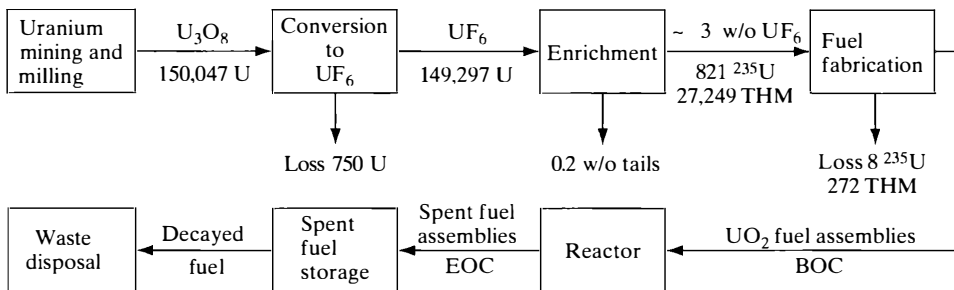 Uranium
mining and
milling
U₃O₈
150,047 U
Conversion
to
UF₆
UF₆
149,297 U
Enrichment
~ 3 w/o UF₆
821 ²³⁵U
27,249 THM
Fuel
fabrication
Loss 750 U
0.2 w/o tails
Loss 8 ²³⁵U
272 THM
Waste
disposal
Decayed
fuel
Spent
fuel
storage
Spent fuel
assemblies
EOC
Reactor
UO₂ fuel assemblies
BOC